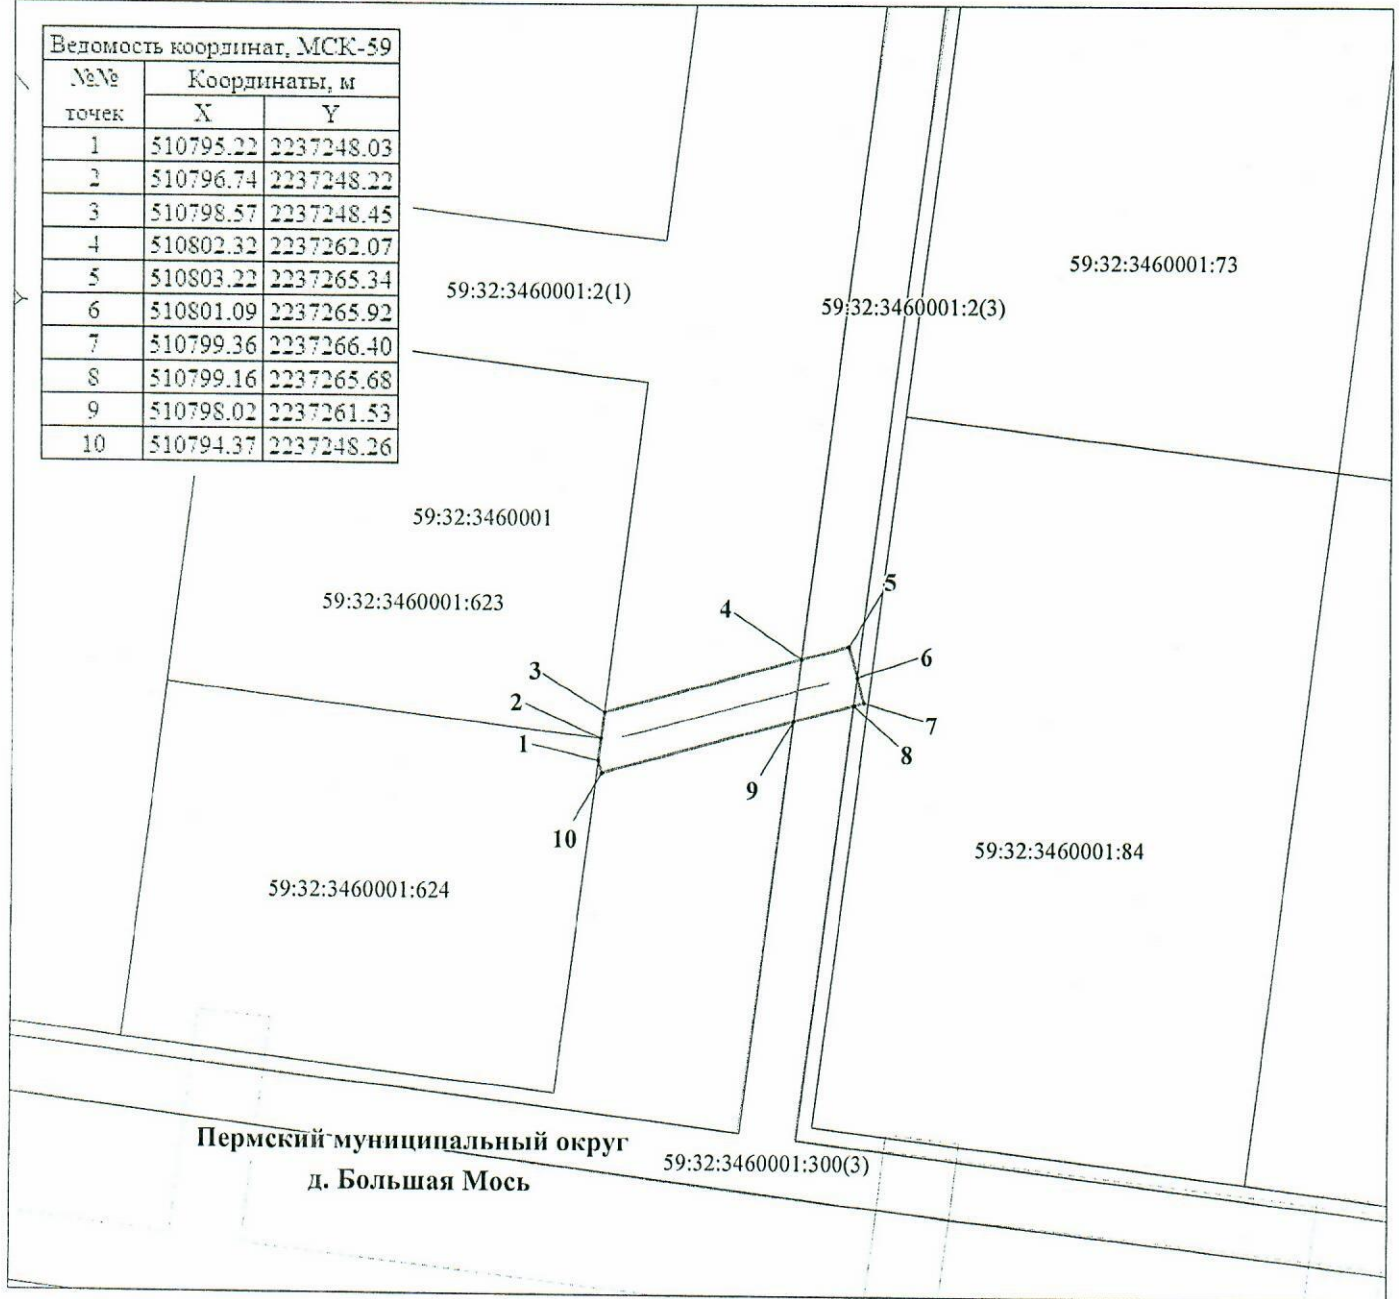 Ведомость координат, МСК-59
№№ точек Координаты, м
X Y
1 510795.22 2237248.03
2 510796.74 2237248.22
3 510798.57 2237248.45
4 510802.32 2237262.07
5 510803.22 2237265.34
6 510801.09 2237265.92
7 510799.36 2237266.40
8 510799.16 2237265.68
9 510798.02 2237261.53
10 510794.37 2237248.26
59:32:3460001:73
59:32:3460001:2(1)
59:32:3460001:2(3)
59:32:3460001
59:32:3460001:623
5
4
6
3
2
7
1
8
9
10
59:32:3460001:84
59:32:3460001:624
Пермский муниципальный округ
д. Большая Мось
59:32:3460001:300(3)